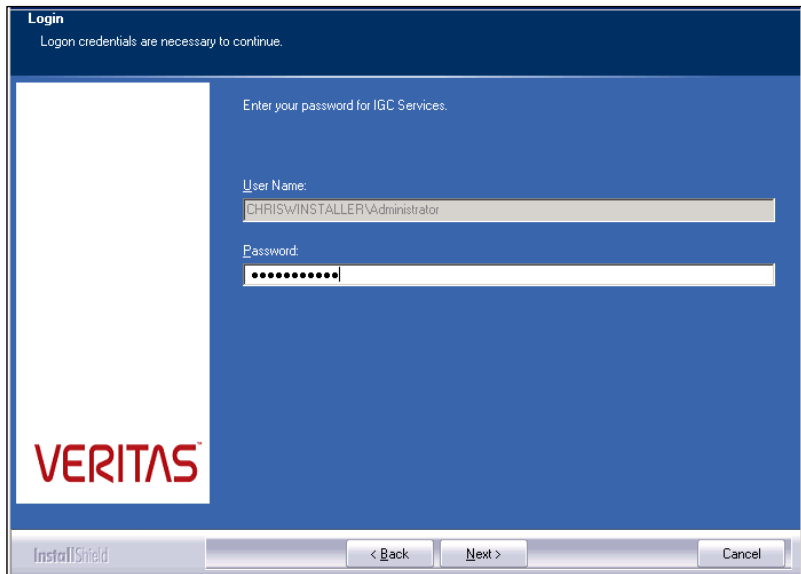 Login
Logon credentials are necessary to continue.
Enter your password for IGC Services.
User Name:
CHRISWINSTALLER\Administrator
Password:
●●●●●●●●●●●
VERITAS™
InstallShield
< Back
Next >
Cancel